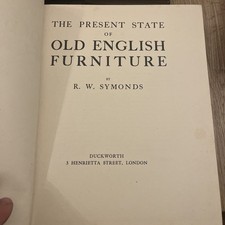 THE PRESENT STATE
OF
OLD ENGLISH
FURNITURE
BY
R. W. SYMONDS
DUCKWORTH
3 HENRIETTA STREET, LONDON